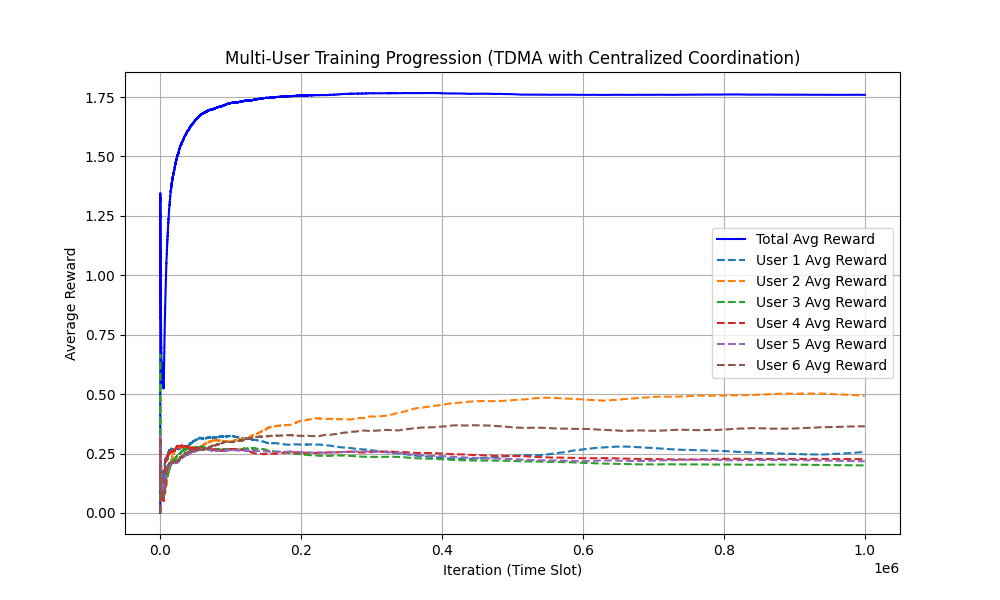 Multi-User Training Progression (TDMA with Centralized Coordination)
Average Reward
1.75
1.50
1.25
1.00
0.75
0.50
0.25
0.00
Total Avg Reward
User 1 Avg Reward
User 2 Avg Reward
User 3 Avg Reward
User 4 Avg Reward
User 5 Avg Reward
User 6 Avg Reward
0.0 0.2 0.4 0.6 0.8 1.0
1e6
Iteration (Time Slot)